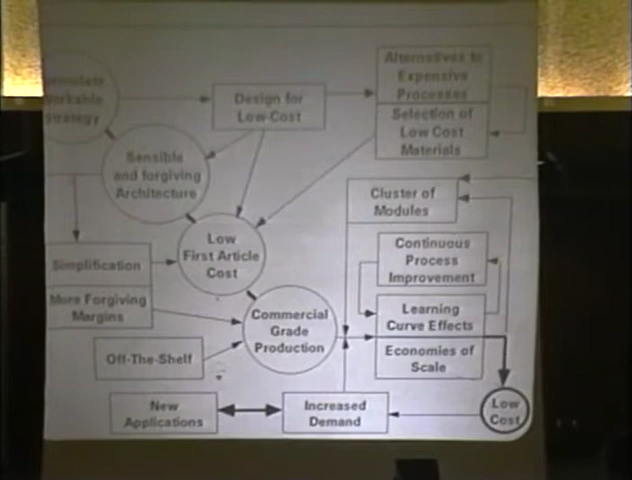 Workable
Strategy
Design for
Low Cost
Alternatives to
Expensive
Processes
Selection of
Low Cost
Materials
Sensible
and forgiving
Architecture
Cluster of
Modules
Low
First Article
Cost
Continuous
Process
Improvement
Simplification
More Forgiving
Margins
Commercial
Grade
Production
Learning
Curve Effects
Economies of
Scale
Off-The-Shelf
New
Applications
Increased
Demand
Low
Cost